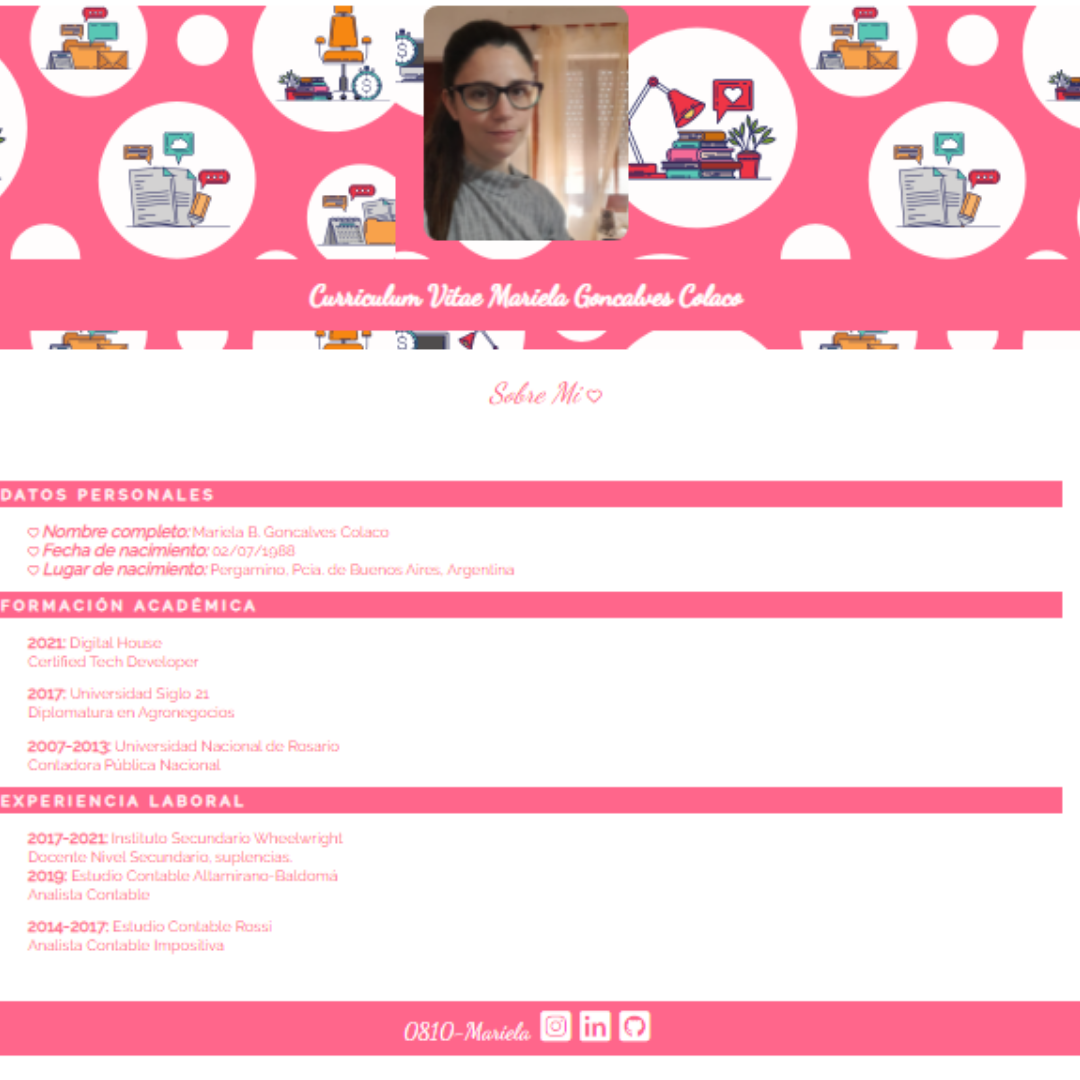 Curriculum Vitae Mariela Goncalves Colaco
Sobre Mi
DATOS PERSONALES
Nombre completo: Mariela B. Goncalves Colaco
Fecha de nacimiento: 02/07/1988
Lugar de nacimiento: Pergamino. Pcia. de Buenos Aires, Argentina
FORMACIÓN ACADÉMICA
2021: Digital House
Certified Tech Developer
2017: Universidad Siglo 21
Diplomatura en Agronegocios
2007-2013: Universidad Nacional de Rosario
Contadora Pública Nacional
EXPERIENCIA LABORAL
2017-2021: Instituto Secundario Wheelwright
Docente Nivel Secundario, suplencias.
2019: Estudio Contable Altamirano-Baldomá
Analista Contable
2014-2017: Estudio Contable Rossi
Analista Contable Impositiva
0810-Mariela in